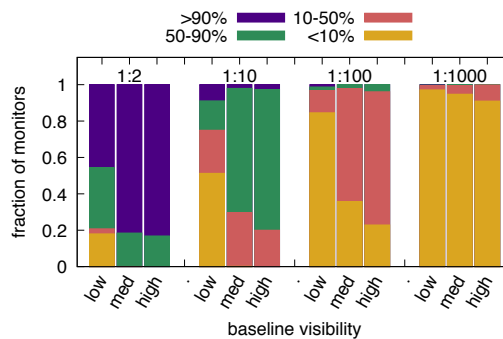 >90% 10-50%
50-90% <10%
1:2 1:10 1:100 1:1000
1
0.8
0.6
0.4
0.2
0
fraction of monitors
low med high . low med high . low med high . low med high
baseline visibility